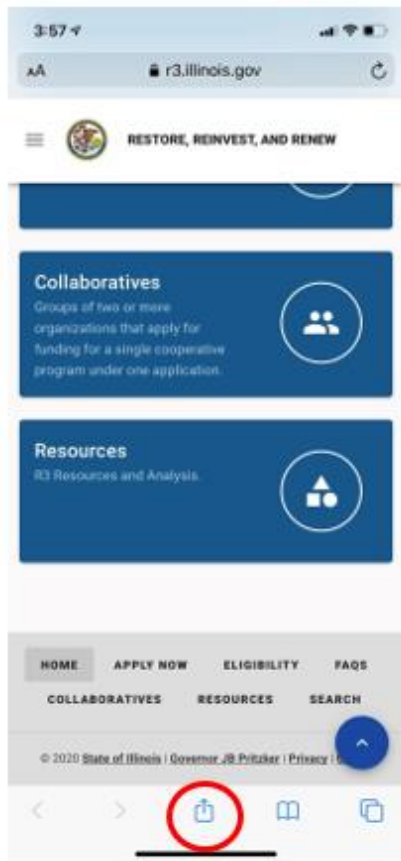 3:57
AA r3.illinois.gov
RESTORE, REINVEST, AND RENEW
Collaboratives
Groups of two or more
organizations that apply for
funding for a single cooperative
program under one application.
Resources
R3 Resources and Analysis.
HOME APPLY NOW ELIGIBILITY FAQS
COLLABORATIVES RESOURCES SEARCH
© 2020 State of Illinois | Governor JB Pritzker | Privacy |